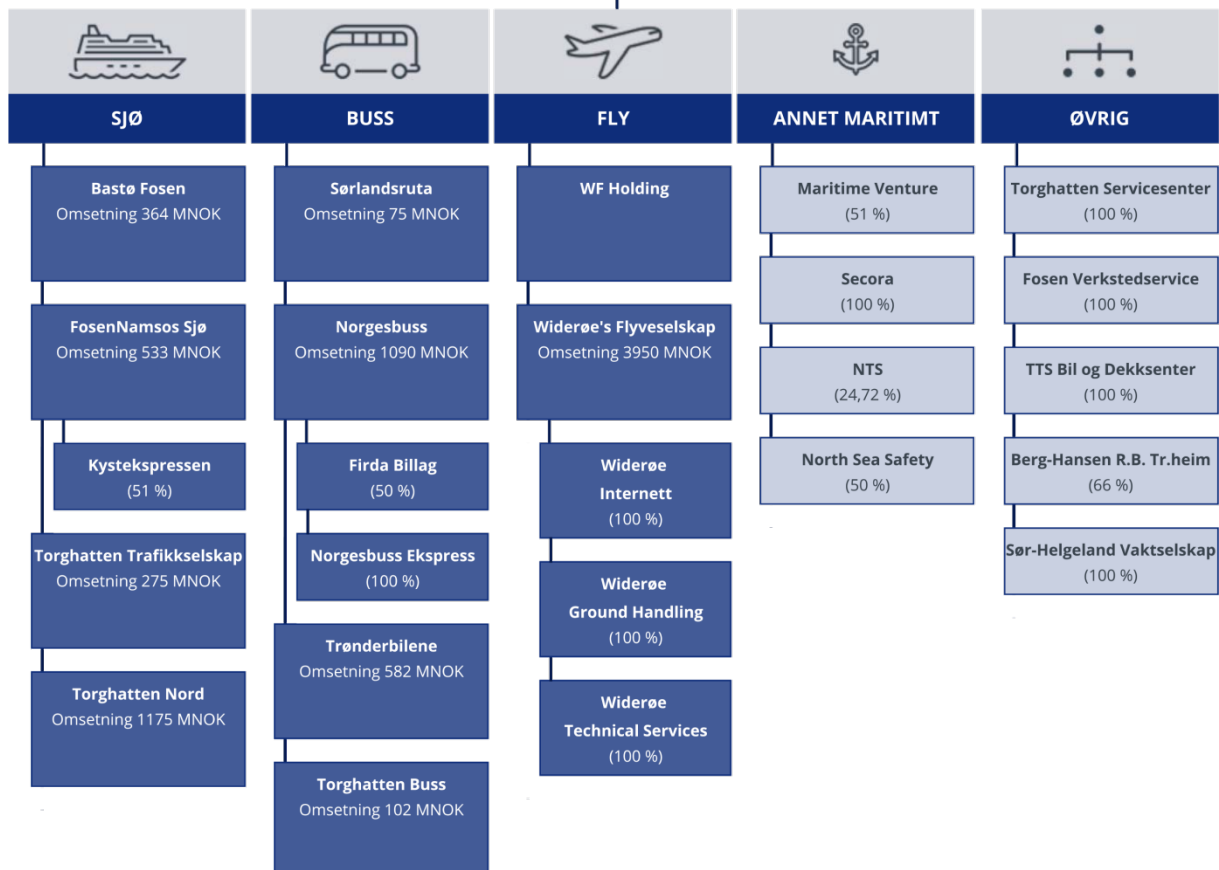 SJØ
Bastø Fosen
Omsetning 364 MNOK
FosenNamsos Sjø
Omsetning 533 MNOK
Kystekspressen
(51 %)
Torghatten Trafikkselskap
Omsetning 275 MNOK
Torghatten Nord
Omsetning 1175 MNOK
BUSS
Sørlandsruta
Omsetning 75 MNOK
Norgesbuss
Omsetning 1090 MNOK
Firda Billag
(50 %)
Norgesbuss Ekspress
(100 %)
Trønderbilene
Omsetning 582 MNOK
Torghatten Buss
Omsetning 102 MNOK
FLY
WF Holding
Widerøe's Flyveselskap
Omsetning 3950 MNOK
Widerøe
Internett
(100 %)
Widerøe
Ground Handling
(100 %)
Widerøe
Technical Services
(100 %)
ANNET MARITIMT
Maritime Venture
(51 %)
Secora
(100 %)
NTS
(24,72 %)
North Sea Safety
(50 %)
ØVRIG
Torghatten Servicesenter
(100 %)
Fosen Verkstedservice
(100 %)
TTS Bil og Dekksenter
(100 %)
Berg-Hansen R.B. Tr.heim
(66 %)
Sør-Helgeland Vaktselskap
(100 %)